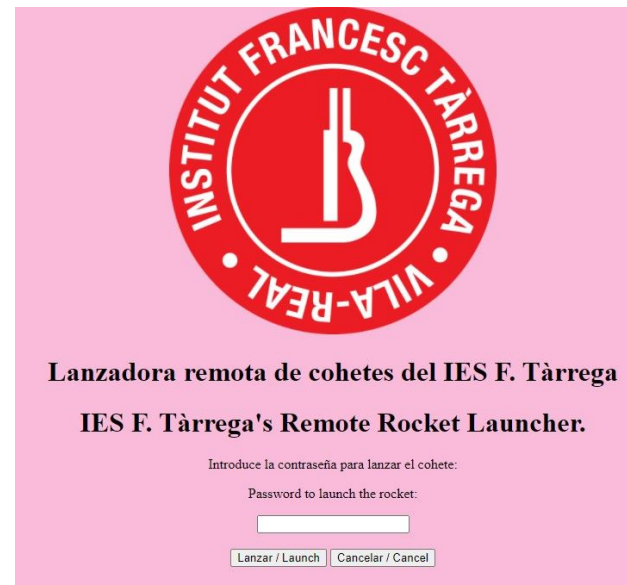 INSTITUT FRANCESC TÀRREGA
VILA-REAL
Lanzadora remota de cohetes del IES F. Tàrrega
IES F. Tàrrega's Remote Rocket Launcher.
Introduce la contraseña para lanzar el cohete:
Password to launch the rocket:
Lanzar / Launch Cancelar / Cancel